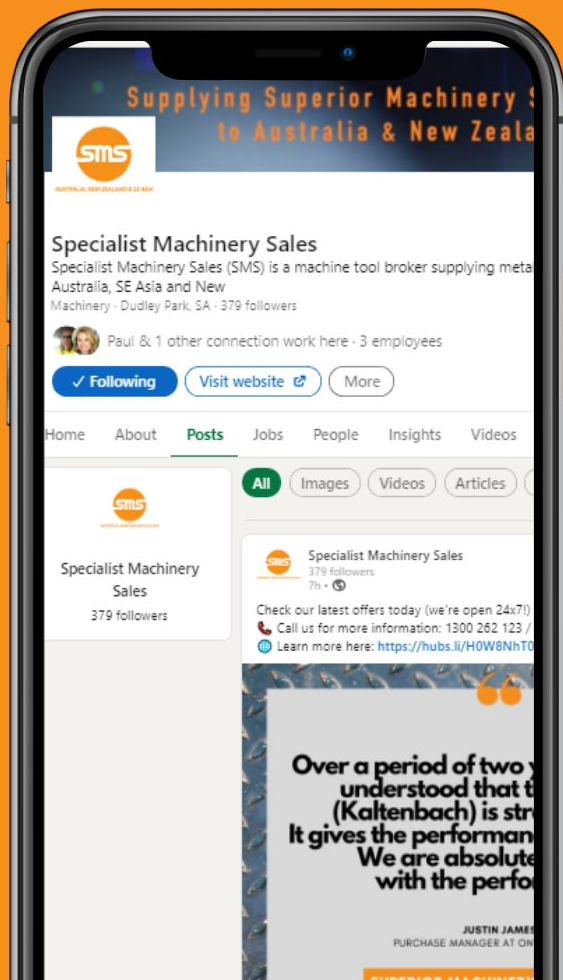 Supplying Superior Machinery
to Australia & New Zeala
sms
AUSTRALIA, NEW ZEALAND & SE ASIA
Specialist Machinery Sales
Specialist Machinery Sales (SMS) is a machine tool broker supplying meta
Australia, SE Asia and New
Machinery · Dudley Park, SA · 379 followers
Paul & 1 other connection work here · 3 employees
✓ Following
Visit website
More
Home About Posts Jobs People Insights Videos
sms
Specialist Machinery
Sales
379 followers
All Images Videos Articles
sms
Specialist Machinery Sales
379 followers
7h ·
Check our latest offers today (we're open 24x7!)
📞 Call us for more information: 1300 262 123 /
🌐 Learn more here: https://hubs.li/H0W8NhT0
Over a period of two y
understood that t
(Kaltenbach) is str
It gives the performan
We are absolute
with the perfo
JUSTIN JAMES
PURCHASE MANAGER AT ON
SUPERIOR MACHINERY